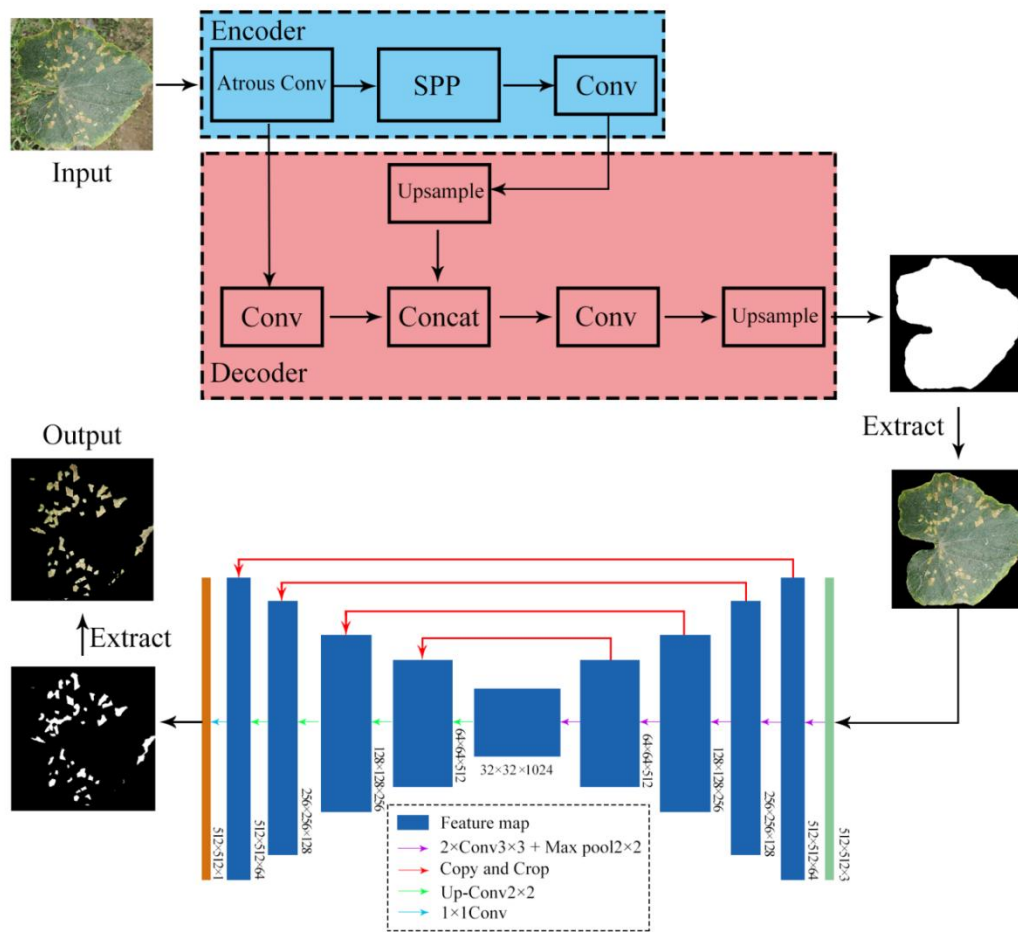 Encoder
Atrous Conv
SPP
Conv
Input
Upsample
Conv
Concat
Conv
Upsample
Decoder
Output
Extract
Extract
512×512×1
512×512×64
256×256×128
128×128×256
64×64×512
32×32×1024
64×64×512
128×128×256
256×256×128
512×512×64
512×512×3
Feature map
2×Conv3×3 + Max pool2×2
Copy and Crop
Up-Conv2×2
1×1Conv